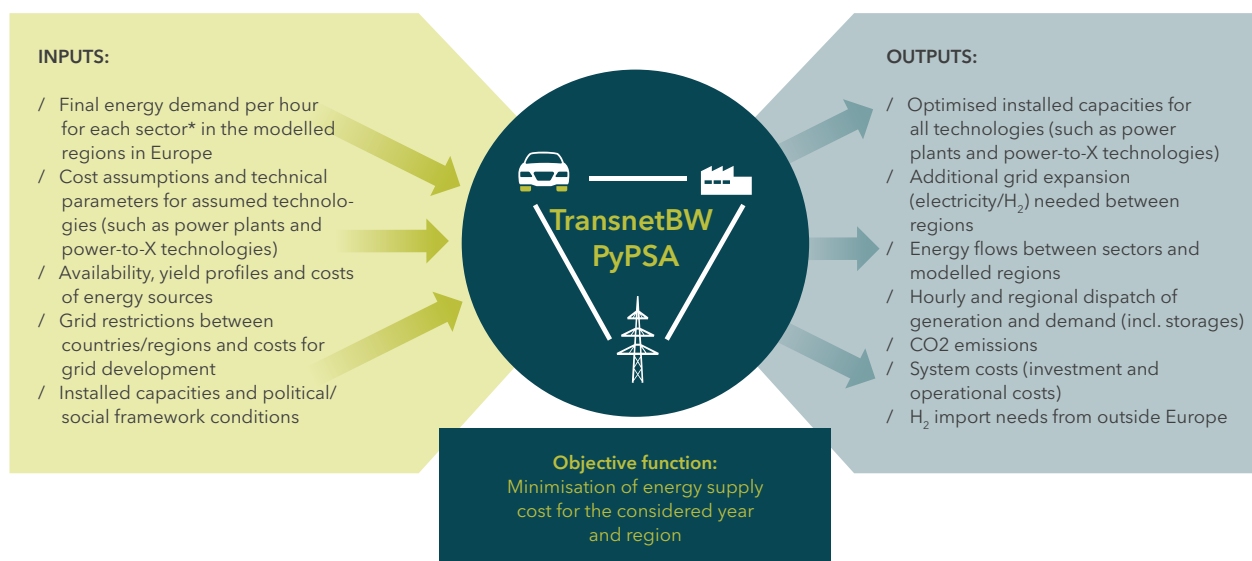 INPUTS:
/ Final energy demand per hour
for each sector* in the modelled
regions in Europe
/ Cost assumptions and technical
parameters for assumed technolo-
gies (such as power plants and
power-to-X technologies)
/ Availability, yield profiles and costs
of energy sources
/ Grid restrictions between
countries/regions and costs for
grid development
/ Installed capacities and political/
social framework conditions
TransnetBW
PyPSA
Objective function:
Minimisation of energy supply
cost for the considered year
and region
OUTPUTS:
/ Optimised installed capacities for
all technologies (such as power
plants and power-to-X technologies)
/ Additional grid expansion
(electricity/H₂) needed between
regions
/ Energy flows between sectors and
modelled regions
/ Hourly and regional dispatch of
generation and demand (incl. storages)
/ CO2 emissions
/ System costs (investment and
operational costs)
/ H₂ import needs from outside Europe